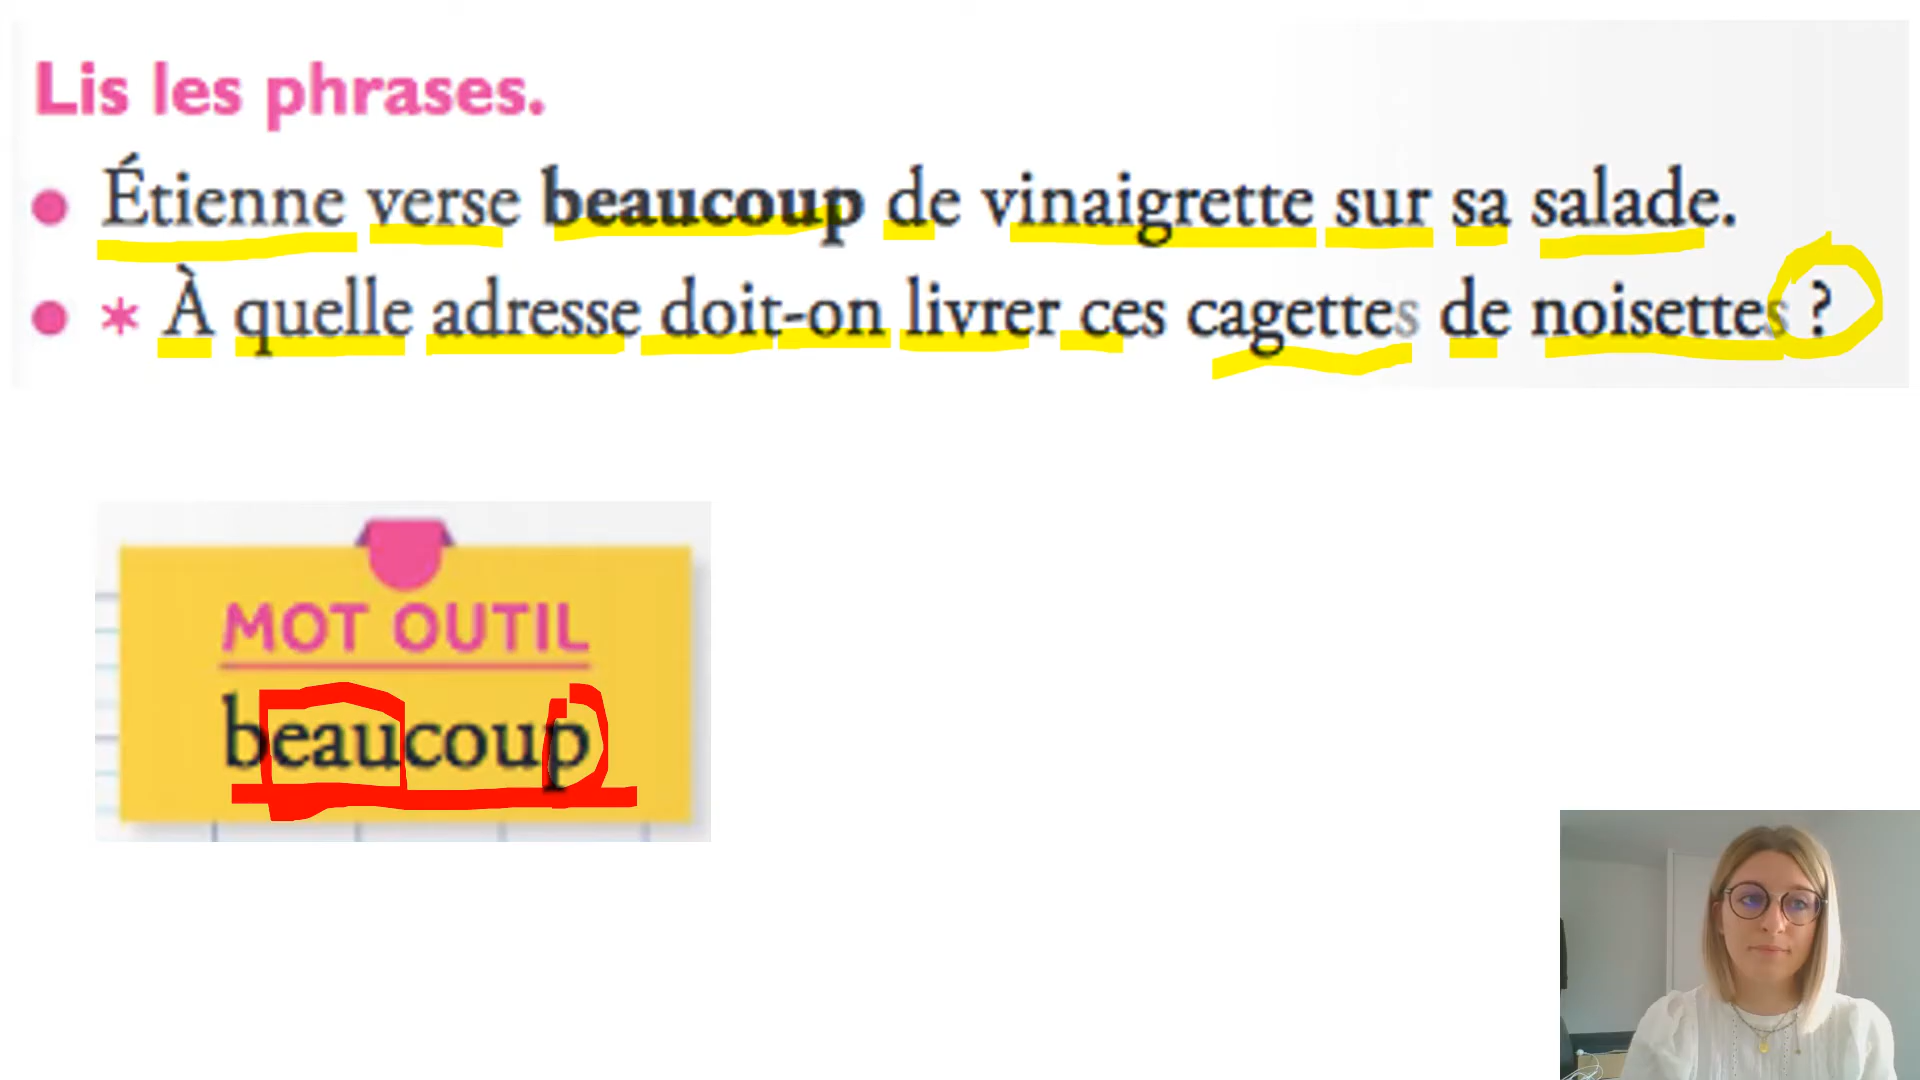 Lis les phrases.
● Étienne verse beaucoup de vinaigrette sur sa salade.
● * À quelle adresse doit-on livrer ces cagettes de noisettes ?
MOT OUTIL
beaucoup